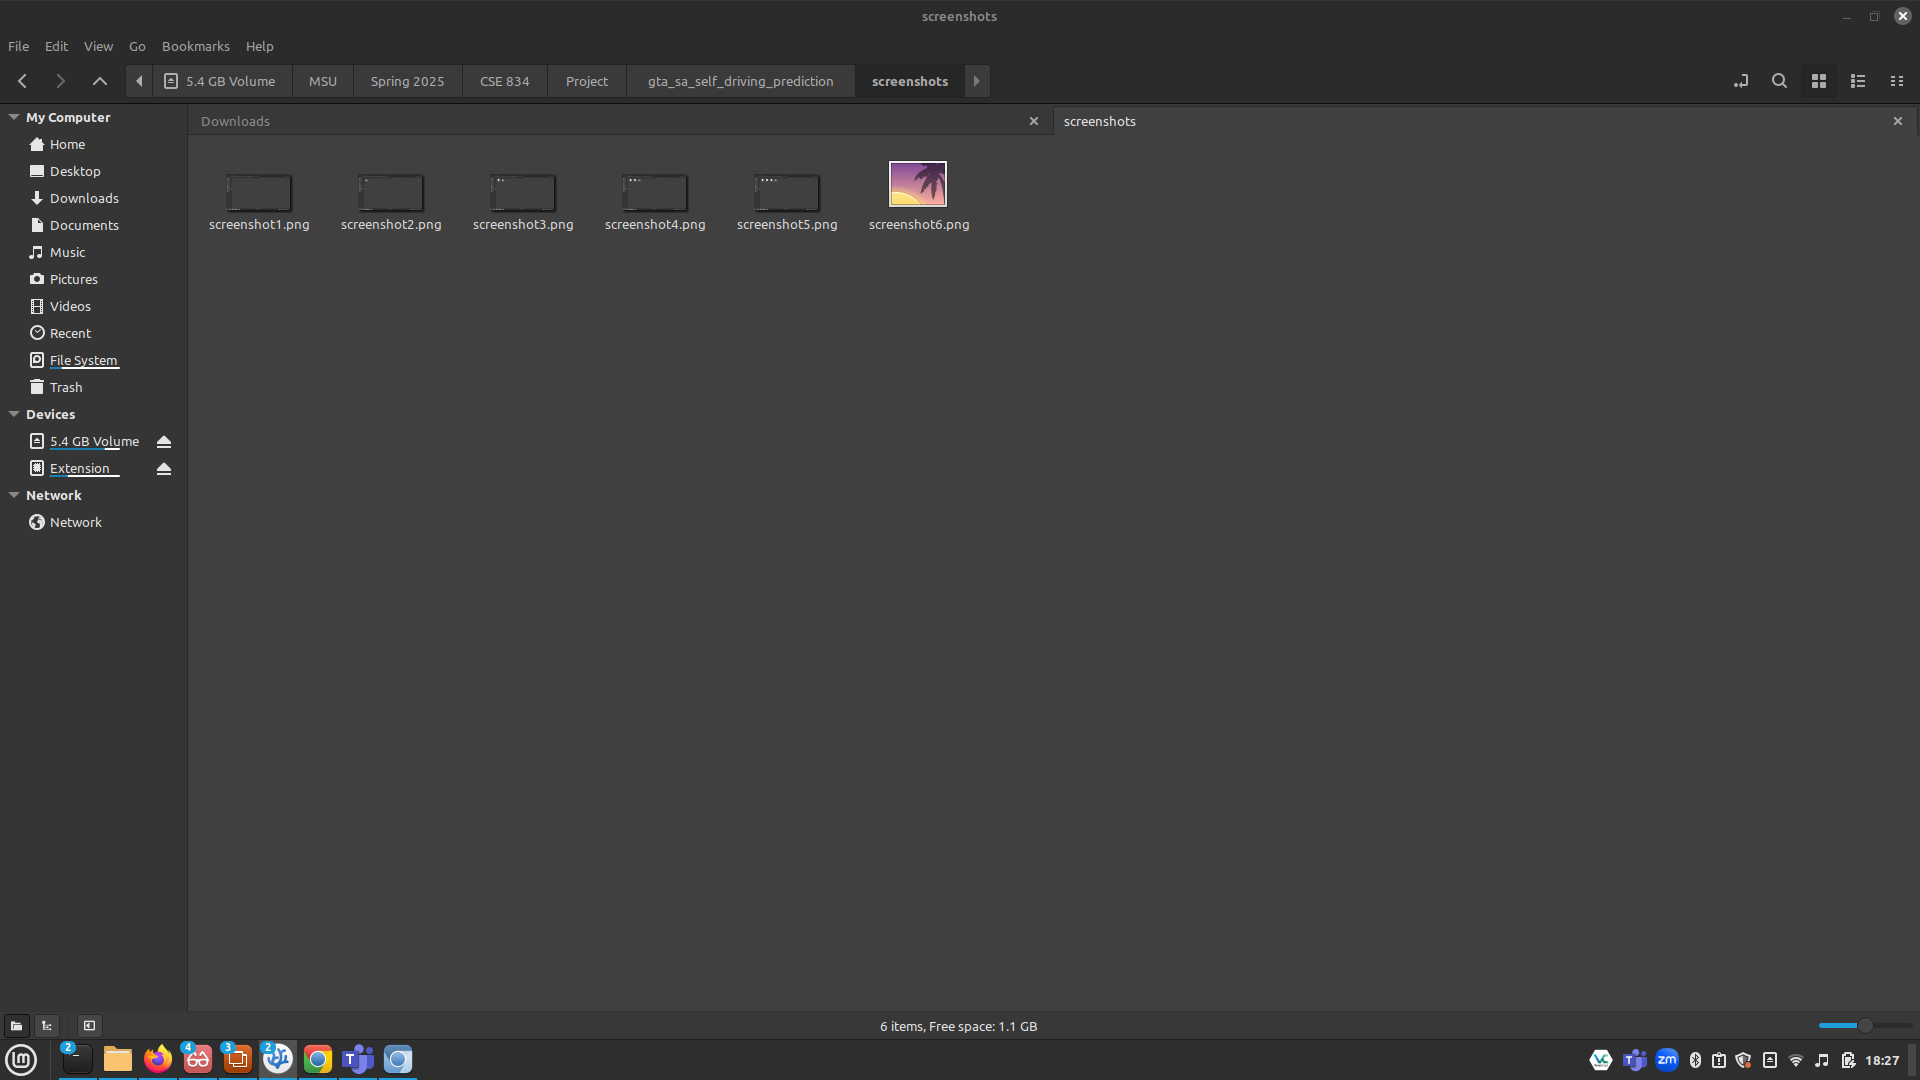 screenshots
File Edit View Go Bookmarks Help
5.4 GB Volume MSU Spring 2025 CSE 834 Project gta_sa_self_driving_prediction screenshots
My Computer
Home
Desktop
Downloads
Documents
Music
Pictures
Videos
Recent
File System
Trash
Devices
5.4 GB Volume
Extension
Network
Network
Downloads screenshots
screenshot1.png screenshot2.png screenshot3.png screenshot4.png screenshot5.png screenshot6.png
6 items, Free space: 1.1 GB
2 4 3 2 T VC T zm 18:27